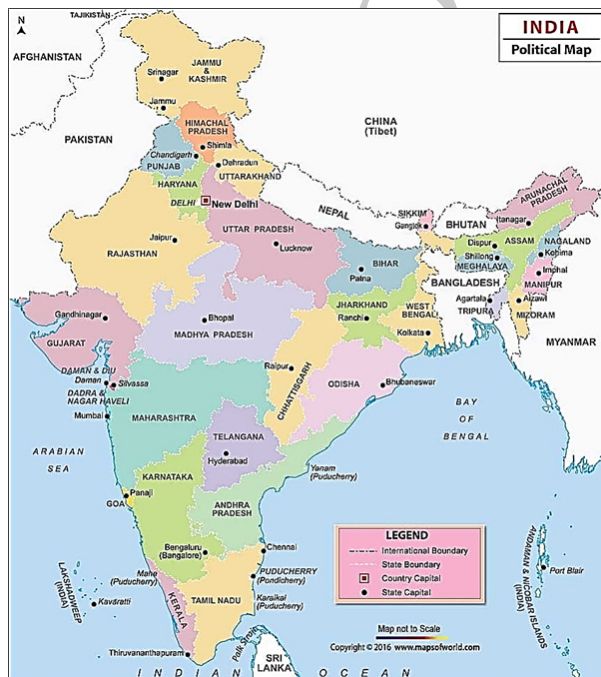 TAJIKISTAN
N
INDIA
Political Map
AFGHANISTAN
JAMMU
&
KASHMIR
Srinagar
Jammu
CHINA
(Tibet)
PAKISTAN
HIMACHAL
PRADESH
Shimla
Chandigarh
PUNJAB
Dehradun
UTTARAKHAND
HARYANA
DELHI
New Delhi
ARUNACHAL
PRADESH
NEPAL
SIKKIM
Gangtok
BHUTAN
Itanagar
RAJASTHAN
Jaipur
UTTAR PRADESH
Lucknow
Dispur
ASSAM
NAGALAND
Kohima
Shillong
MEGHALAYA
BIHAR
Patna
Imphal
MANIPUR
BANGLADESH
JHARKHAND
Ranchi
WEST
BENGAL
Kolkata
Agartala
TRIPURA
Aizawl
MIZORAM
MYANMAR
Gandhinagar
GUJARAT
Bhopal
MADHYA PRADESH
Raipur
CHHATTISGARH
ODISHA
Bhubaneswar
DAMAN & DIU
Daman
Silvassa
DADRA &
NAGAR HAVELI
Mumbai
MAHARASHTRA
BAY
OF
BENGAL
ARABIAN
SEA
TELANGANA
Hyderabad
Yanam
(Puducherry)
KARNATAKA
Panaji
GOA
ANDHRA
PRADESH
Bengaluru
(Bangalore)
Chennai
LEGEND
International Boundary
State Boundary
Country Capital
State Capital
ANDAMAN & NICOBAR ISLANDS
(INDIA)
Port Blair
Mahe
(Puducherry)
PUDUCHERRY
(Pondicherry)
LAKSHADWEEP
(INDIA)
Kavaratti
KERALA
TAMIL NADU
Karaikal
(Puducherry)
Map not to Scale
Copyright © 2016 www.mapsofworld.com
Palk Strait
Thiruvananthapuram
SRI
LANKA
INDIAN OCEAN